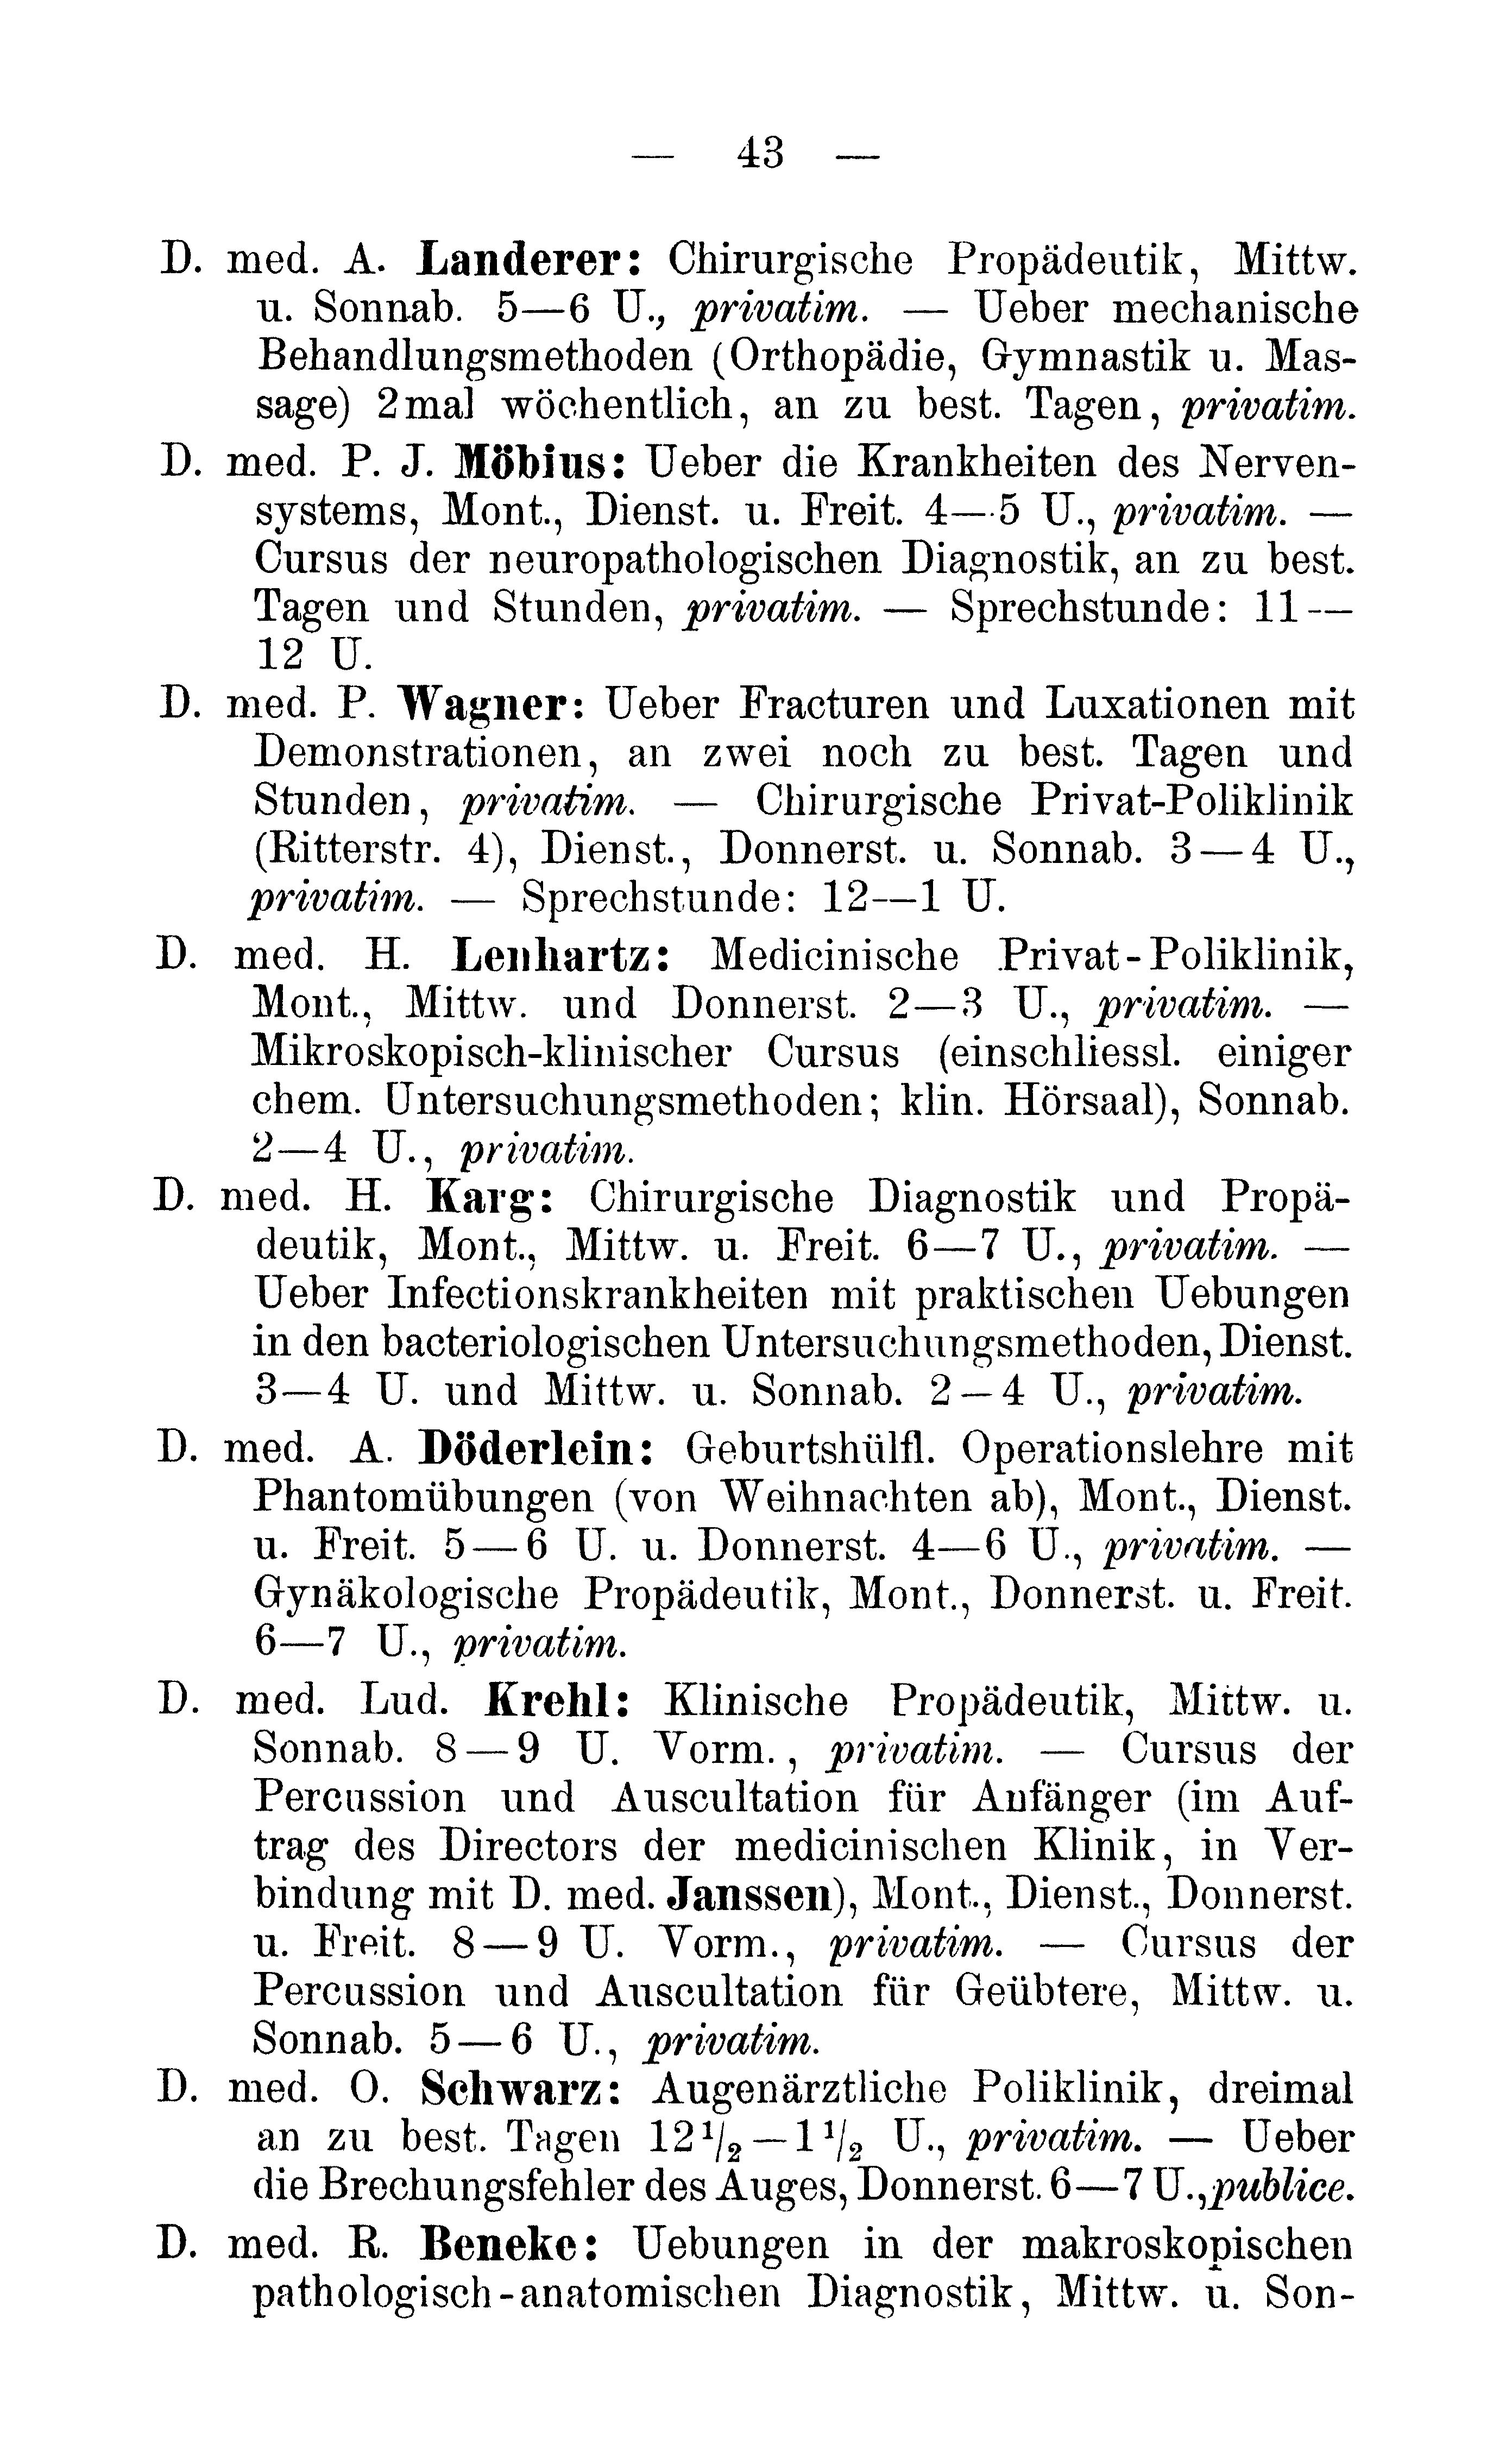 — 43 —
D. med. A. Landerer: Chirurgische Propädeutik, Mittw.
u. Sonnab. 5—6 U., privatim. — Ueber mechanische
Behandlungsmethoden (Orthopädie, Gymnastik u. Mas-
sage) 2mal wöchentlich, an zu best. Tagen, privatim.
D. med. P. J. Möbius: Ueber die Krankheiten des Nerven-
systems, Mont., Dienst. u. Freit. 4—5 U., privatim. —
Cursus der neuropathologischen Diagnostik, an zu best.
Tagen und Stunden, privatim. — Sprechstunde: 11—
12 U.
D. med. P. Wagner: Ueber Fracturen und Luxationen mit
Demonstrationen, an zwei noch zu best. Tagen und
Stunden, privatim. — Chirurgische Privat-Poliklinik
(Ritterstr. 4), Dienst., Donnerst. u. Sonnab. 3—4 U.,
privatim. — Sprechstunde: 12—1 U.
D. med. H. Lenhartz: Medicinische Privat-Poliklinik,
Mont., Mittw. und Donnerst. 2—3 U., privatim. —
Mikroskopisch-klinischer Cursus (einschliessl. einiger
chem. Untersuchungsmethoden; klin. Hörsaal), Sonnab.
2—4 U., privatim.
D. med. H. Karg: Chirurgische Diagnostik und Propä-
deutik, Mont., Mittw. u. Freit. 6—7 U., privatim. —
Ueber Infectionskrankheiten mit praktischen Uebungen
in den bacteriologischen Untersuchungsmethoden, Dienst.
3—4 U. und Mittw. u. Sonnab. 2—4 U., privatim.
D. med. A. Döderlein: Geburtshülfl. Operationslehre mit
Phantomübungen (von Weihnachten ab), Mont., Dienst.
u. Freit. 5—6 U. u. Donnerst. 4—6 U., privatim. —
Gynäkologische Propädeutik, Mont., Donnerst. u. Freit.
6—7 U., privatim.
D. med. Lud. Krehl: Klinische Propädeutik, Mittw. u.
Sonnab. 8—9 U. Vorm., privatim. — Cursus der
Percussion und Auscultation für Anfänger (im Auf-
trag des Directors der medicinischen Klinik, in Ver-
bindung mit D. med. Janssen), Mont., Dienst., Donnerst.
u. Freit. 8—9 U. Vorm., privatim. — Cursus der
Percussion und Auscultation für Geübtere, Mittw. u.
Sonnab. 5—6 U., privatim.
D. med. O. Schwarz: Augenärztliche Poliklinik, dreimal
an zu best. Tagen 12½—1½ U., privatim. — Ueber
die Brechungsfehler des Auges, Donnerst. 6—7 U., publice.
D. med. R. Beneke: Uebungen in der makroskopischen
pathologisch-anatomischen Diagnostik, Mittw. u. Son-